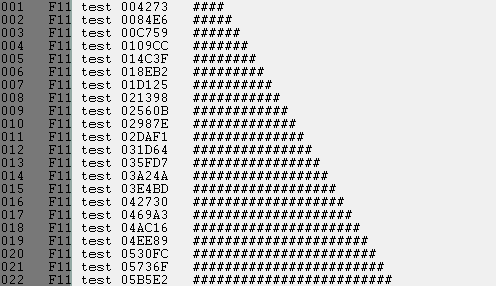 001 F11 test 004273 ####
002 F11 test 0084E6 #####
003 F11 test 00C759 ######
004 F11 test 0109CC #######
005 F11 test 014C3F ########
006 F11 test 018EB2 #########
007 F11 test 01D125 ##########
008 F11 test 021398 ###########
009 F11 test 02560B ############
010 F11 test 02987E #############
011 F11 test 02DAF1 ##############
012 F11 test 031D64 ###############
013 F11 test 035FD7 ################
014 F11 test 03A24A #################
015 F11 test 03E4BD ##################
016 F11 test 042730 ###################
017 F11 test 0469A3 ####################
018 F11 test 04AC16 #####################
019 F11 test 04EE89 ######################
020 F11 test 0530FC #######################
021 F11 test 05736F ########################
022 F11 test 05B5E2 #########################